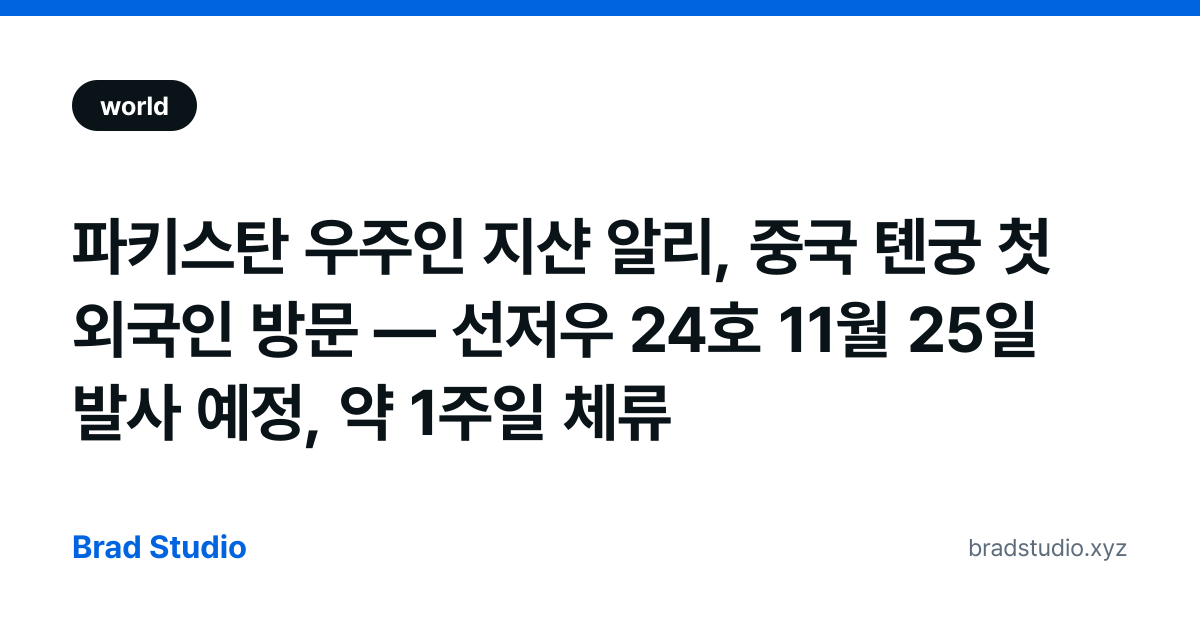 world
파키스탄 우주인 지샨 알리, 중국 톈궁 첫
외국인 방문 — 선저우 24호 11월 25일
발사 예정, 약 1주일 체류
Brad Studio
bradstudio.xyz